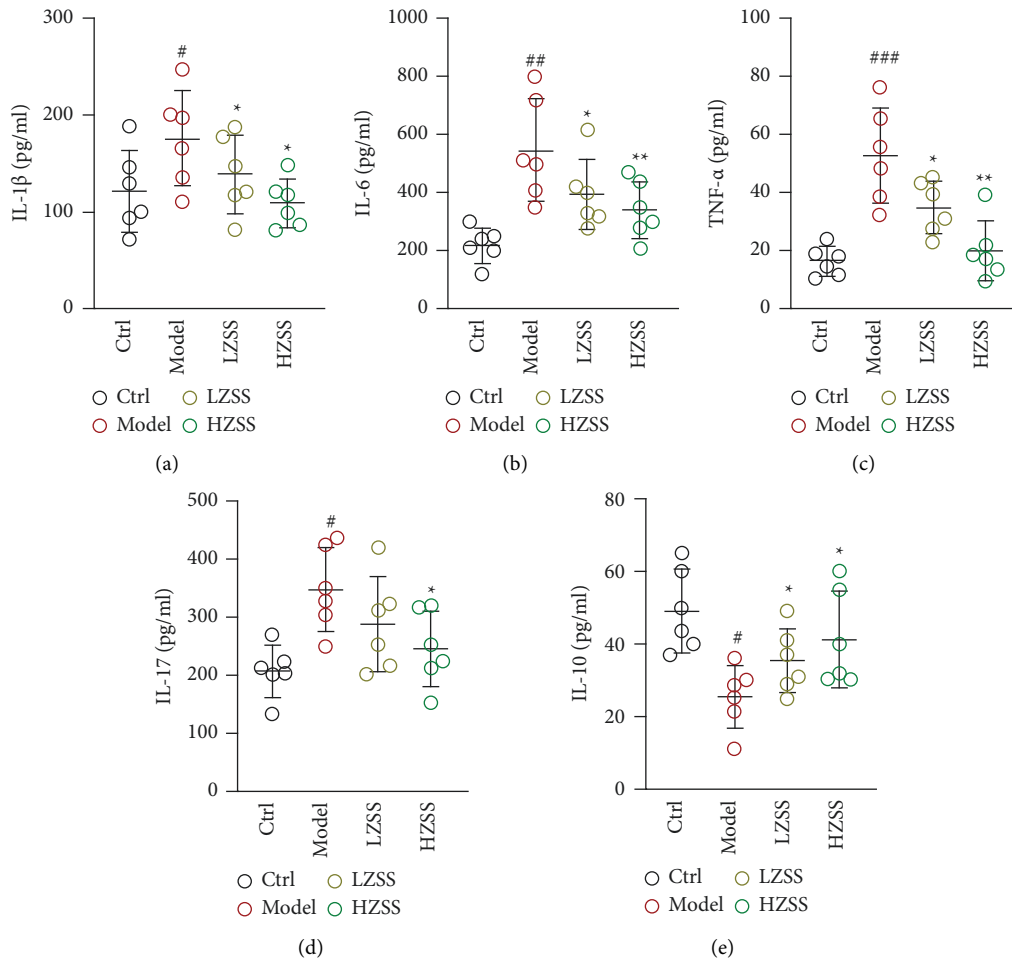 300
200
100
0
IL-1β (pg/ml)
#
*
*
Ctrl
Model
LZSS
HZSS
Ctrl LZSS
Model HZSS
(a)
1000
800
600
400
200
0
IL-6 (pg/ml)
##
*
**
Ctrl
Model
LZSS
HZSS
Ctrl LZSS
Model HZSS
(b)
100
80
60
40
20
0
TNF-α (pg/ml)
###
*
**
Ctrl
Model
LZSS
HZSS
Ctrl LZSS
Model HZSS
(c)
500
400
300
200
100
0
IL-17 (pg/ml)
#
*
Ctrl
Model
LZSS
HZSS
Ctrl LZSS
Model HZSS
(d)
80
60
40
20
0
IL-10 (pg/ml)
#
*
*
Ctrl
Model
LZSS
HZSS
Ctrl LZSS
Model HZSS
(e)